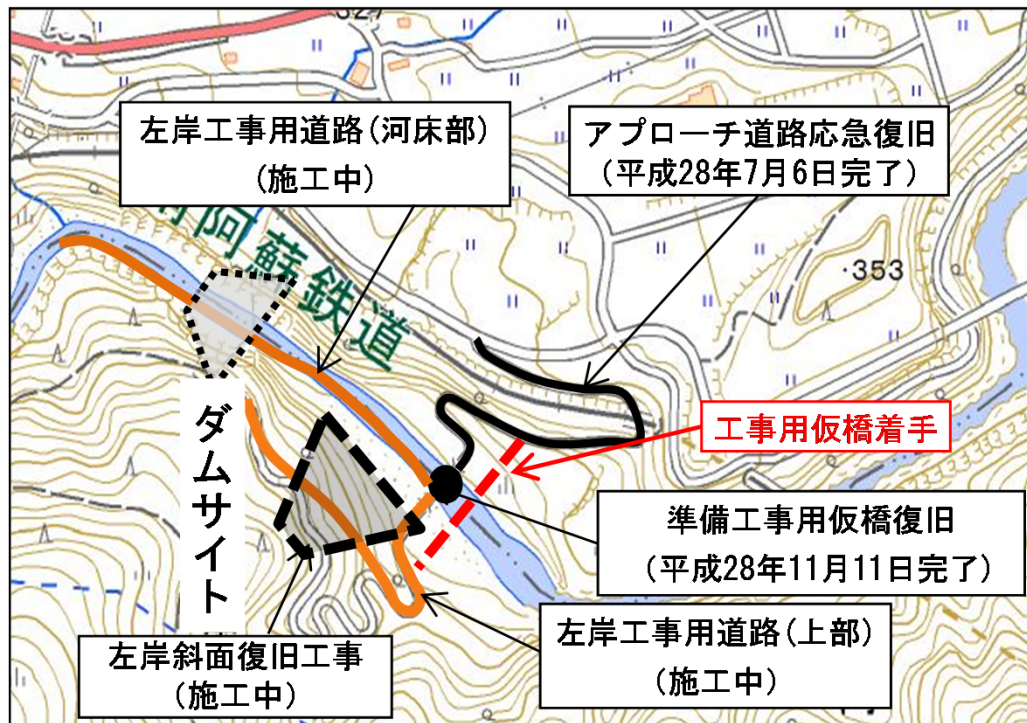 327
左岸工事用道路(河床部)
(施工中)
アプローチ道路応急復旧
(平成28年7月6日完了)
阿蘇鉄道
・353
ダムサイト
工事用仮橋着手
準備工事用仮橋復旧
(平成28年11月11日完了)
左岸斜面復旧工事
(施工中)
左岸工事用道路(上部)
(施工中)